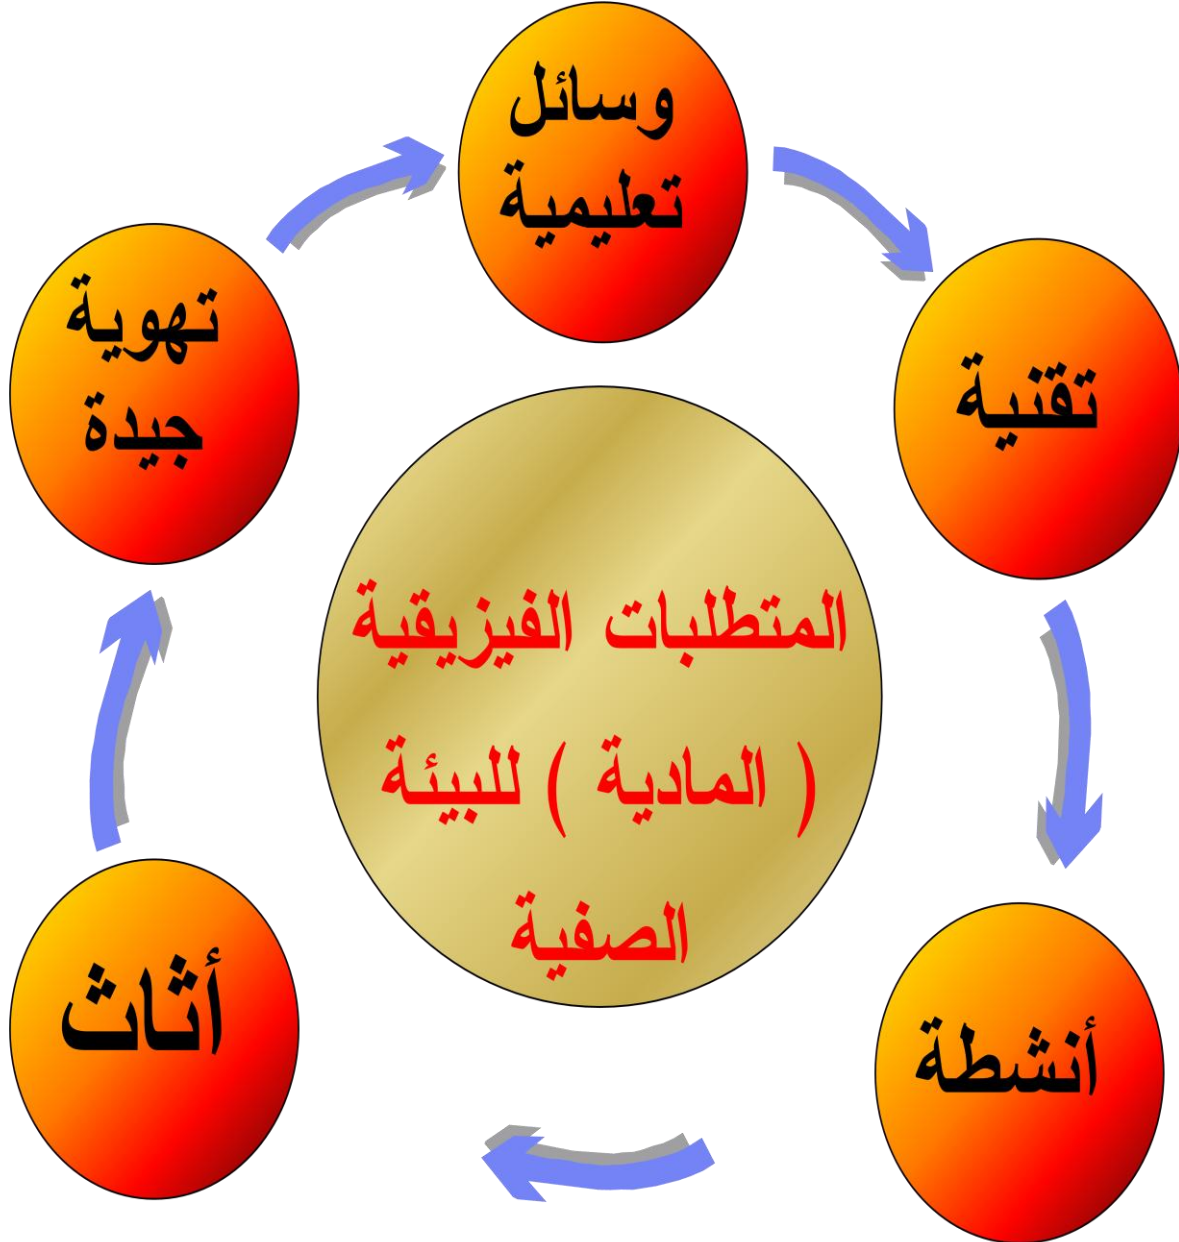 وسائل
تعليمية
تقنية
أنشطة
أثاث
تهوية
جيدة
المتطلبات الفيزيقية
( المادية ) للبيئة
الصفية